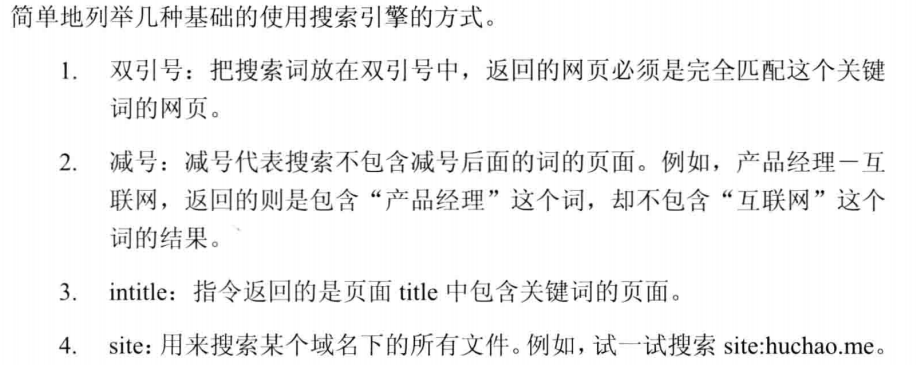 简单地列举几种基础的使用搜索引擎的方式。
1. 双引号：把搜索词放在双引号中，返回的网页必须是完全匹配这个关键
词的网页。
2. 减号：减号代表搜索不包含减号后面的词的页面。例如，产品经理－互
联网，返回的则是包含“产品经理”这个词，却不包含“互联网”这个
词的结果。
3. intitle：指令返回的是页面 title 中包含关键词的页面。
4. site：用来搜索某个域名下的所有文件。例如，试一试搜索 site:huchao.me。